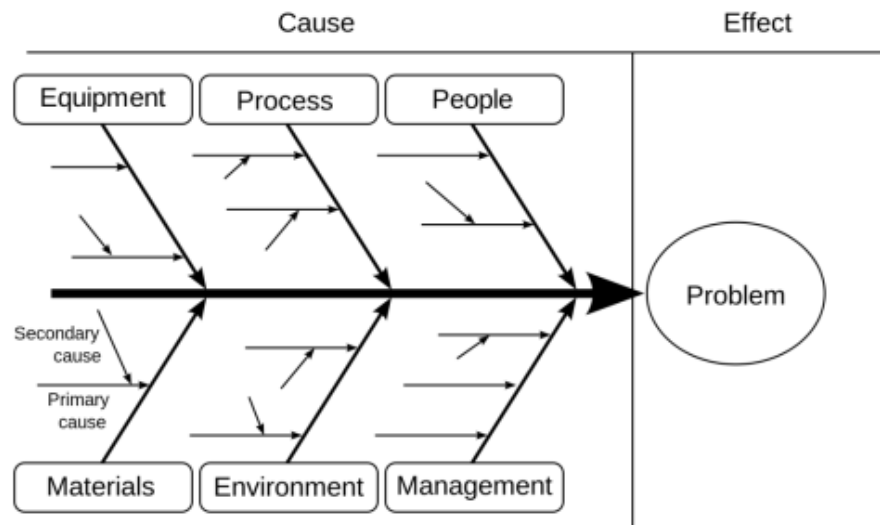 Cause
Effect
Equipment
Process
People
Problem
Secondary
cause
Primary
cause
Materials
Environment
Management